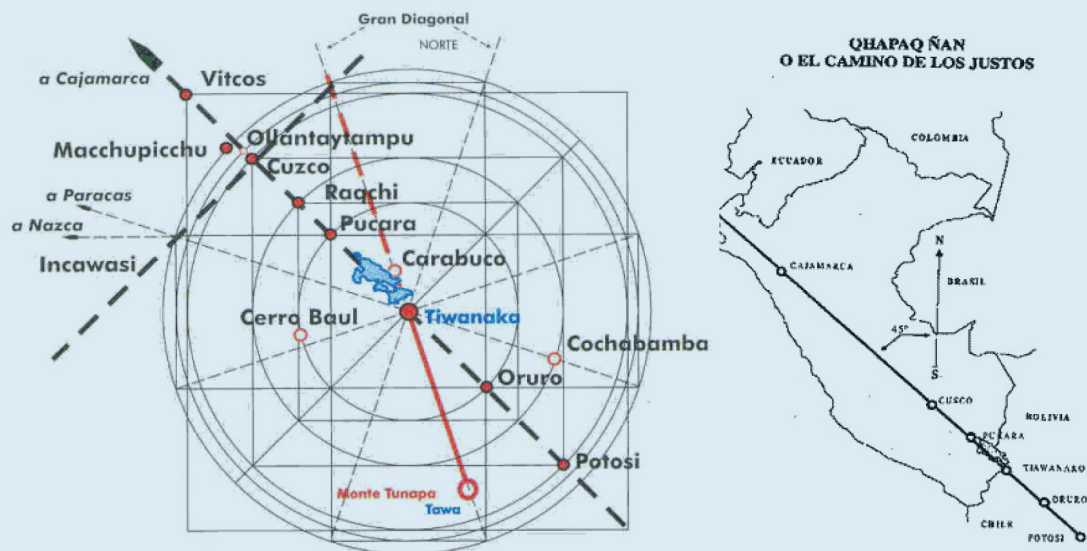 Gran Diagonal
NORTE
a Cajamarca
Vitcos
Macchupicchu
Ollantaytampu
Cuzco
a Paracas
Raqchi
a Nazca
Pucara
Incawasi
Carabuco
Cerro Baul
Tiwanaka
Cochabamba
Oruro
Potosi
Monte Tunapa
Tawa
QHAPAQ ÑAN
O EL CAMINO DE LOS JUSTOS
COLOMBIA
ECUADOR
N
CAJAMARCA
BRASIL
45º
S
CUSCO
BOLIVIA
PUKARA
TIAWANAKO
ORURO
CHILE
POTOSI